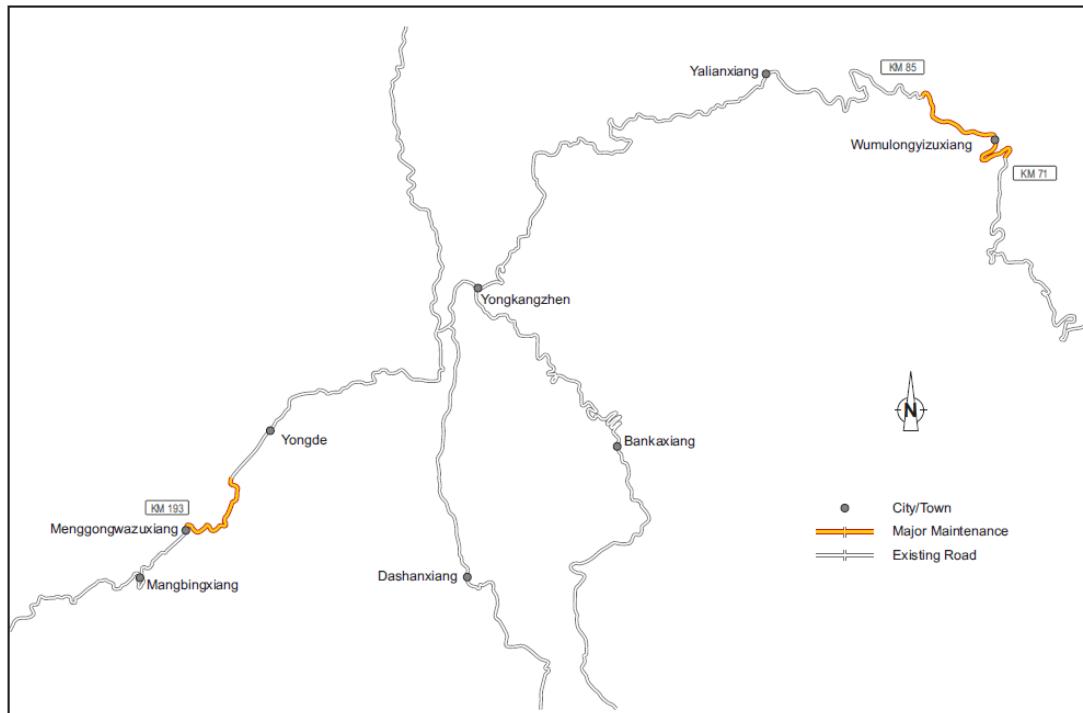 KM 85
Yalianxiang
Wumulongyizuxiang
KM 71
Yongkangzhen
N
Yongde
Bankaxiang
KM 193
Menggongwazuxiang
Mangbingxiang
Dashanxiang
City/Town
Major Maintenance
Existing Road